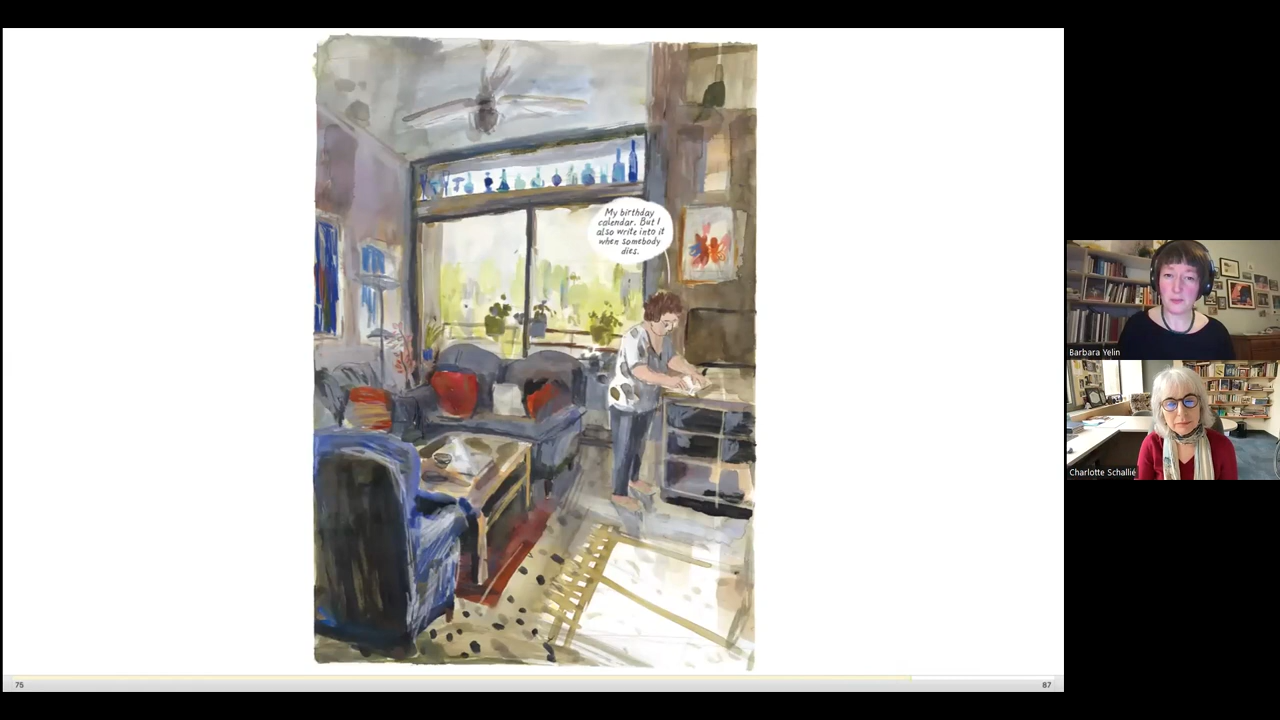 My birthday
calendar. But I
also write into it
when somebody
dies.
Barbara Yelin
Charlotte Schallié
75
87